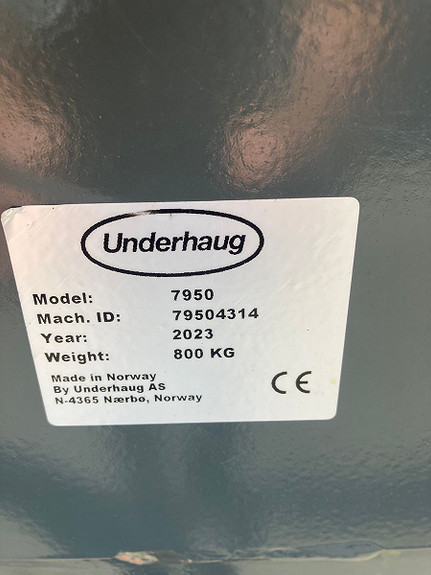 Underhaug
Model: 7950
Mach. ID: 79504314
Year: 2023
Weight: 800 KG
Made in Norway
By Underhaug AS
N-4365 Nærbø, Norway
CE